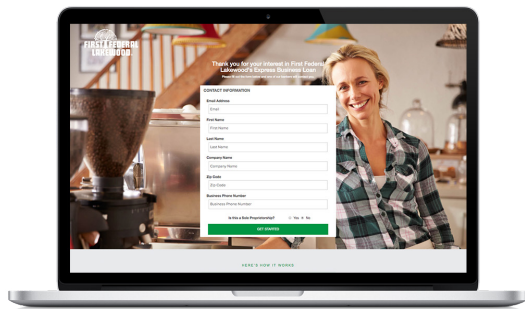 FIRST FEDERAL
LAKEWOOD
Thank you for your interest in First Federal
Lakewood's Express Business Loan
CONTACT INFORMATION
Email Address
Email
First Name
First Name
Last Name
Last Name
Company Name
Company Name
Zip Code
Zip Code
Business Phone Number
Business Phone Number
Is this a Sole Proprietorship? Yes No
GET STARTED
HERE'S HOW IT WORKS